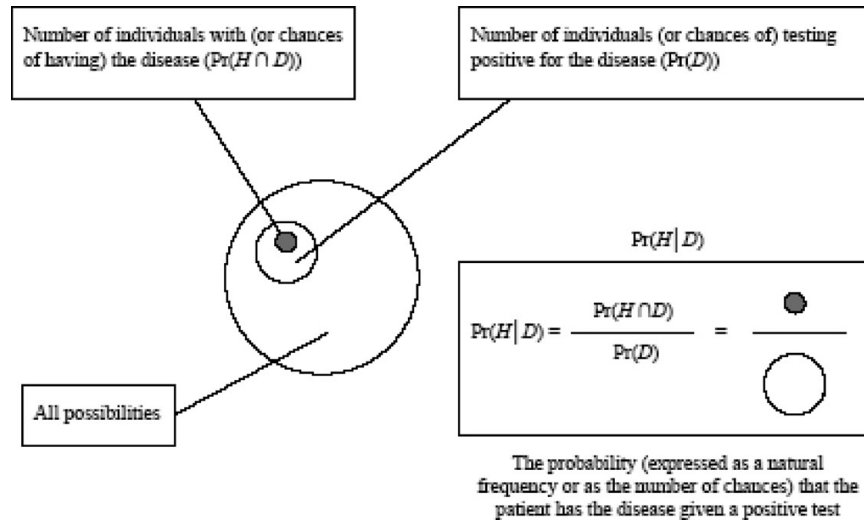 Number of individuals with (or chances
of having) the disease (Pr(H ∩ D))
Number of individuals (or chances of) testing
positive for the disease (Pr(D))
All possibilities
Pr(H|D)
Pr(H|D) = Pr(H∩D) / Pr(D) =
The probability (expressed as a natural
frequency or as the number of chances) that the
patient has the disease given a positive test